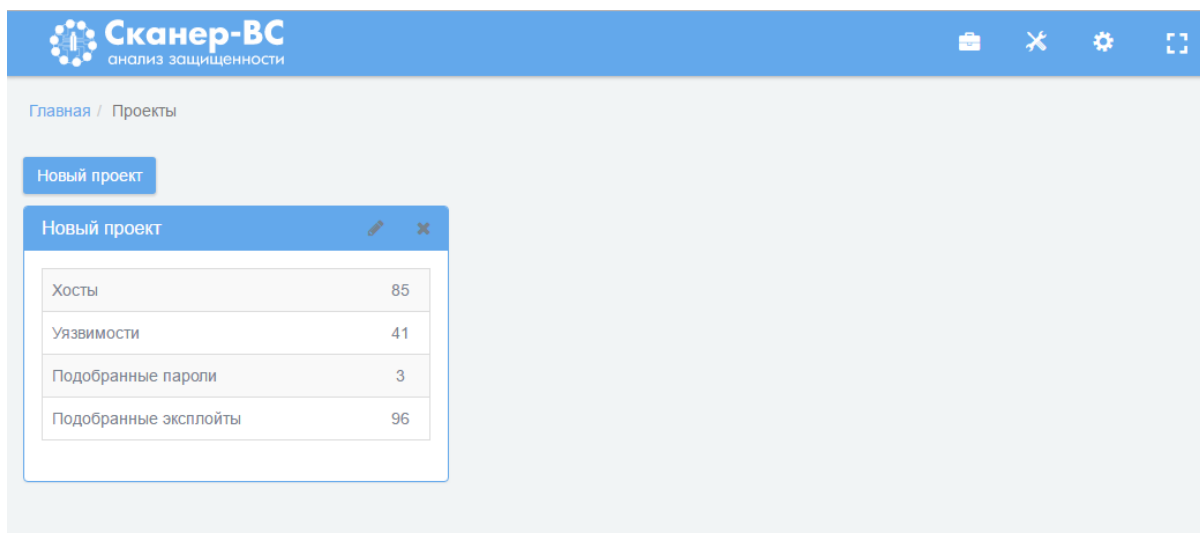 Сканер-ВС
анализ защищенности
Главная / Проекты
Новый проект
Новый проект
Хосты 85
Уязвимости 41
Подобранные пароли 3
Подобранные эксплойты 96